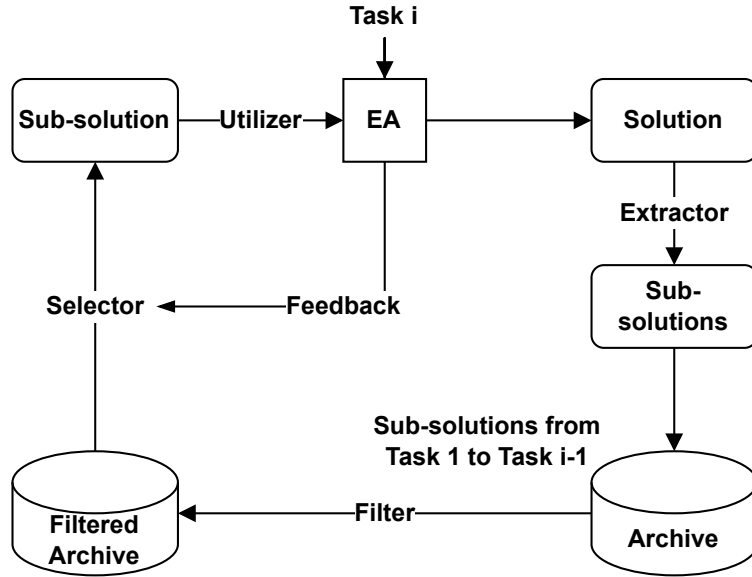 Task i
Sub-solution
Utilizer
EA
Solution
Extractor
Sub-
solutions
Selector
Feedback
Sub-solutions from
Task 1 to Task i-1
Filtered
Archive
Filter
Archive